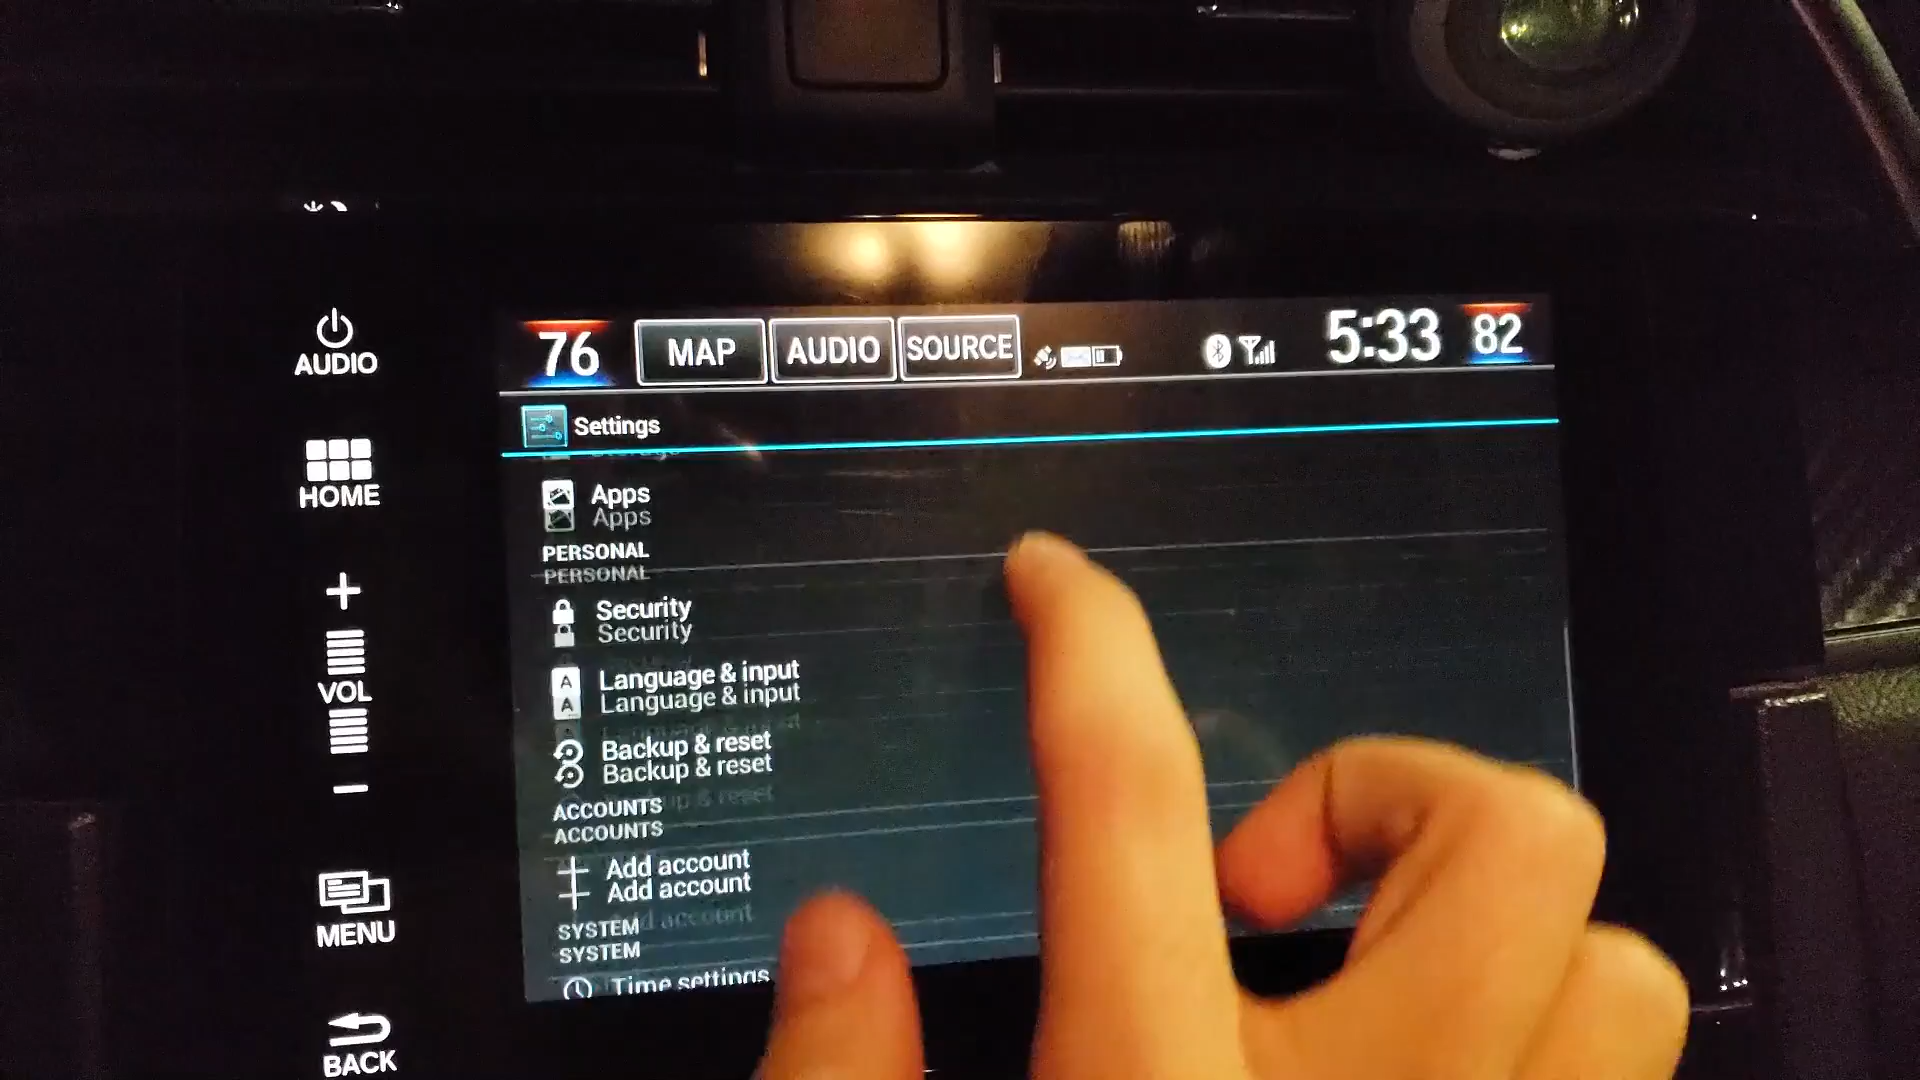 AUDIO
HOME
VOL
MENU
BACK
76
MAP
AUDIO
SOURCE
5:33
82
Settings
Storage
Apps
Apps
PERSONAL
PERSONAL
Security
Security
Language & input
Language & input
Backup & reset
Backup & reset
ACCOUNTS
ACCOUNTS
Add account
Add account
SYSTEM
SYSTEM
Time settings